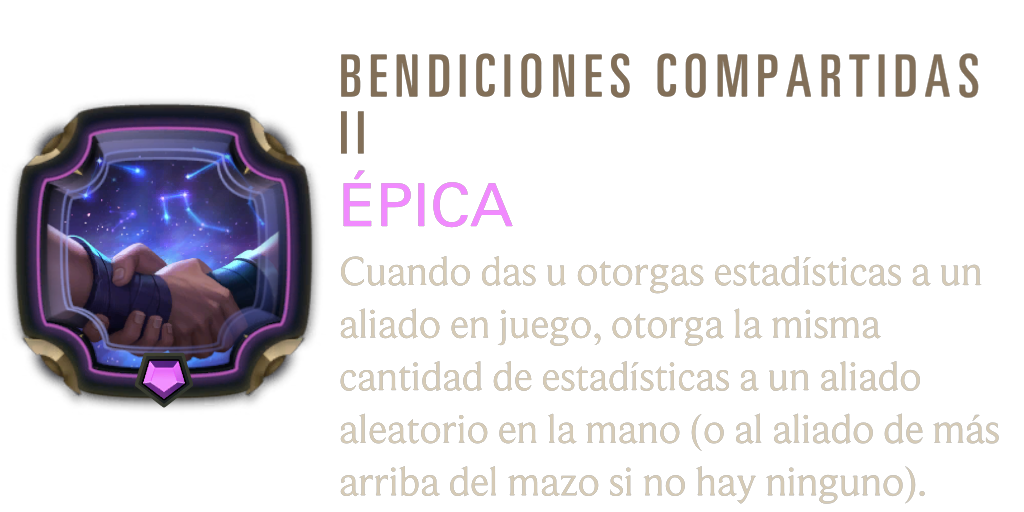 BENDICIONES COMPARTIDAS
II
ÉPICA
Cuando das u otorgas estadísticas a un
aliado en juego, otorga la misma
cantidad de estadísticas a un aliado
aleatorio en la mano (o al aliado de más
arriba del mazo si no hay ninguno).